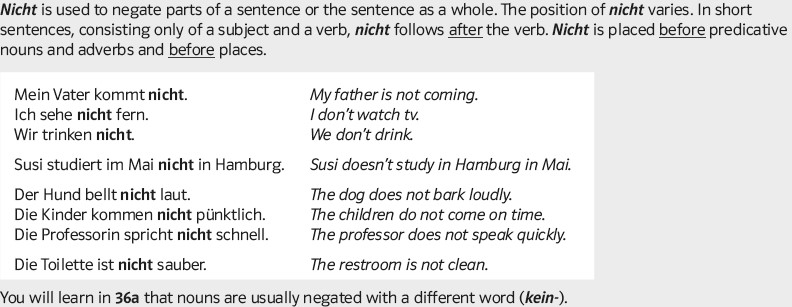 Nicht is used to negate parts of a sentence or the sentence as a whole. The position of nicht varies. In short
sentences, consisting only of a subject and a verb, nicht follows after the verb. Nicht is placed before predicative
nouns and adverbs and before places.
Mein Vater kommt nicht. My father is not coming.
Ich sehe nicht fern. I don't watch tv.
Wir trinken nicht. We don't drink.
Susi studiert im Mai nicht in Hamburg. Susi doesn't study in Hamburg in Mai.
Der Hund bellt nicht laut. The dog does not bark loudly.
Die Kinder kommen nicht pünktlich. The children do not come on time.
Die Professorin spricht nicht schnell. The professor does not speak quickly.
Die Toilette ist nicht sauber. The restroom is not clean.
You will learn in 36a that nouns are usually negated with a different word (kein-).